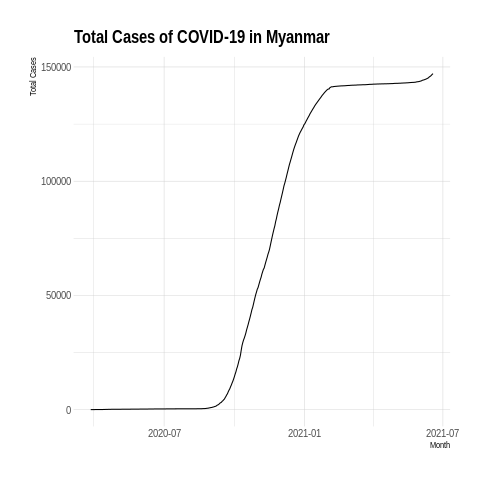 Total Cases of COVID-19 in Myanmar
Total Cases
150000
100000
50000
0
2020-07
2021-01
2021-07
Month